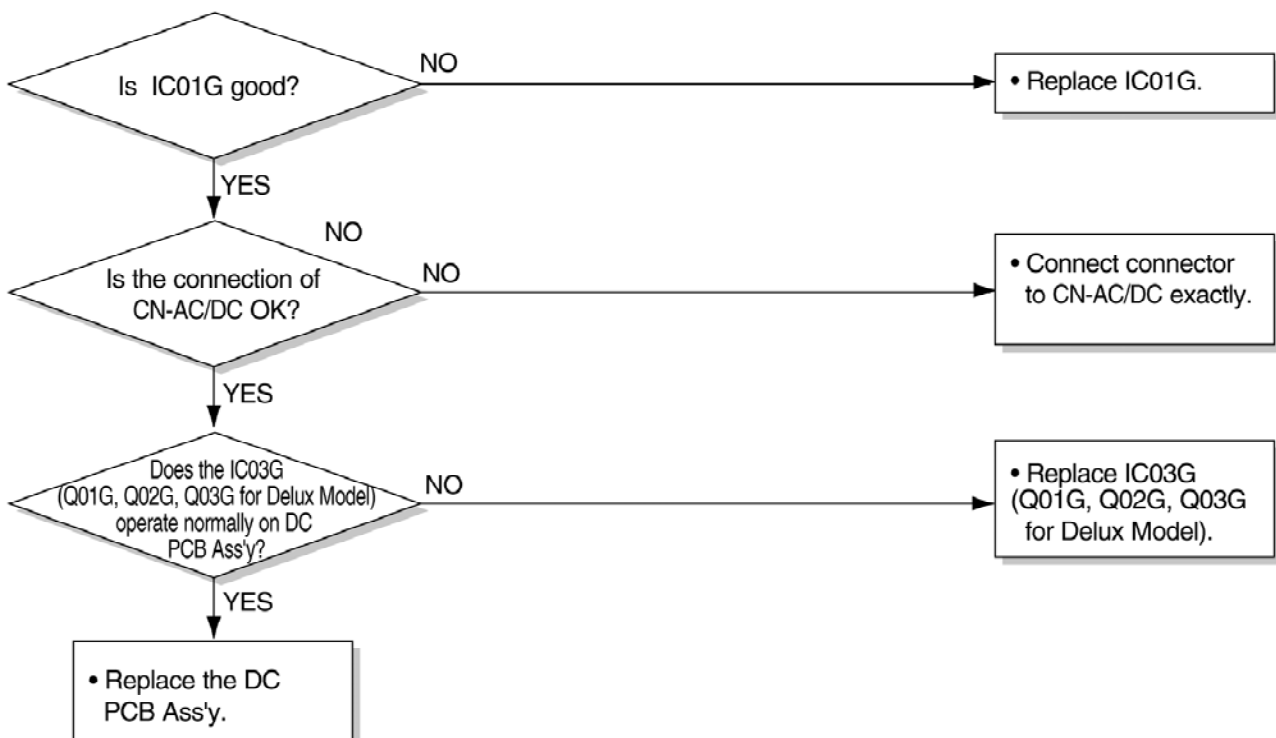 Is IC01G good?
NO
• Replace IC01G.
YES
NO
Is the connection of
CN-AC/DC OK?
NO
• Connect connector
to CN-AC/DC exactly.
YES
Does the IC03G
(Q01G, Q02G, Q03G for Delux Model)
operate normally on DC
PCB Ass'y?
NO
• Replace IC03G
(Q01G, Q02G, Q03G
for Delux Model).
YES
• Replace the DC
PCB Ass'y.